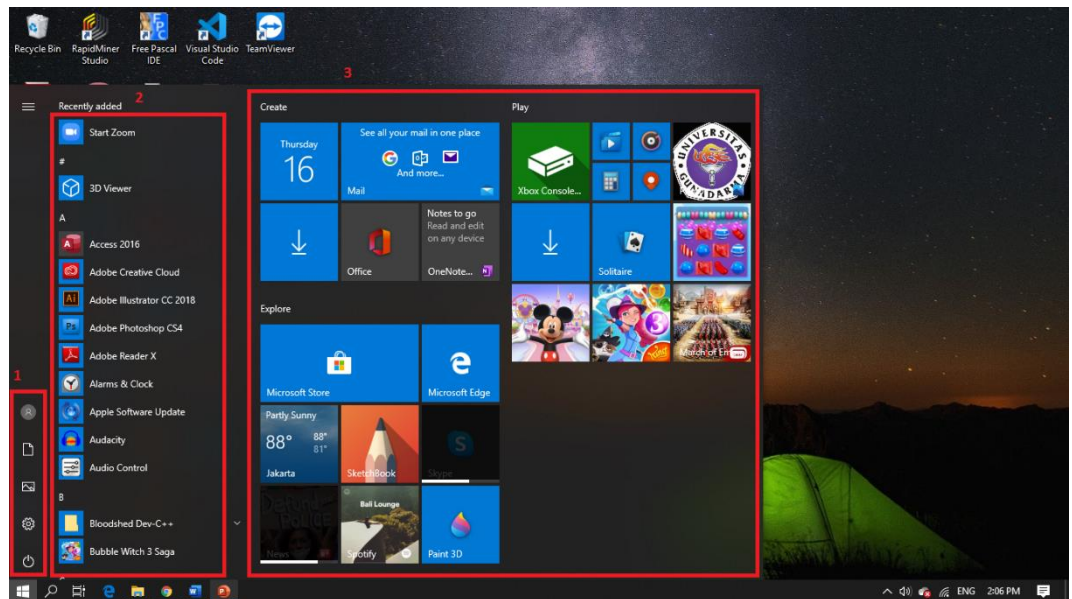 Recycle Bin
RapidMiner
Studio
Free Pascal
IDE
Visual Studio
Code
TeamViewer
1
2
3
Recently added
Start Zoom
#
3D Viewer
A
Access 2016
Adobe Creative Cloud
Adobe Illustrator CC 2018
Adobe Photoshop CS4
Adobe Reader X
Alarms & Clock
Apple Software Update
Audacity
Audio Control
B
Bloodshed Dev-C++
Bubble Witch 3 Saga
Create
Thursday
16
See all your mail in one place
And more...
Mail
Office
Notes to go
Read and edit
on any device
OneNote...
Explore
Microsoft Store
Microsoft Edge
Partly Sunny
88° 88°
81°
Jakarta
SketchBook
Skype
Defund
Police
News
Ball Lounge
Spotify
Paint 3D
Play
Xbox Console...
UNIVERSITAS
GUNADARMA
Solitaire
March of Em
ENG 2:06 PM